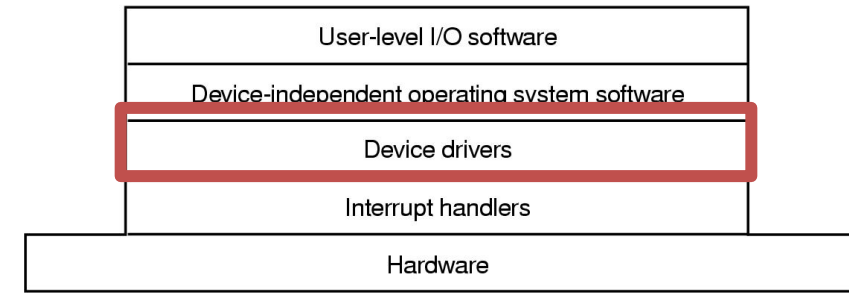 User-level I/O software
Device-independent operating system software
Device drivers
Interrupt handlers
Hardware